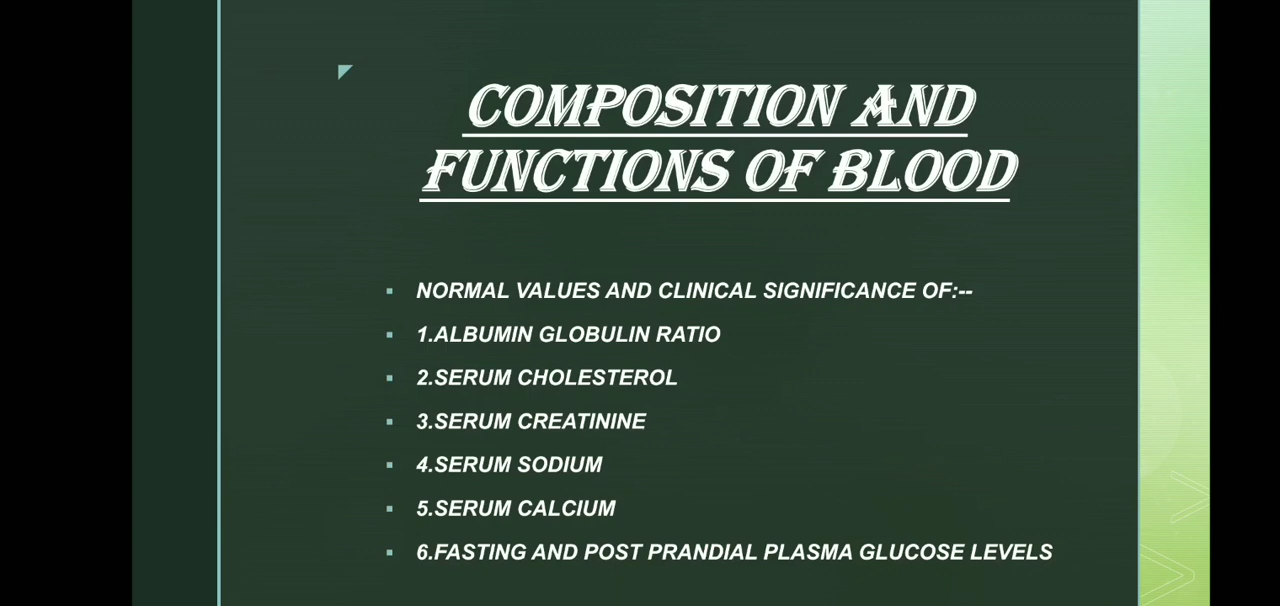 COMPOSITION AND
FUNCTIONS OF BLOOD
NORMAL VALUES AND CLINICAL SIGNIFICANCE OF:--
1.ALBUMIN GLOBULIN RATIO
2.SERUM CHOLESTEROL
3.SERUM CREATININE
4.SERUM SODIUM
5.SERUM CALCIUM
6.FASTING AND POST PRANDIAL PLASMA GLUCOSE LEVELS